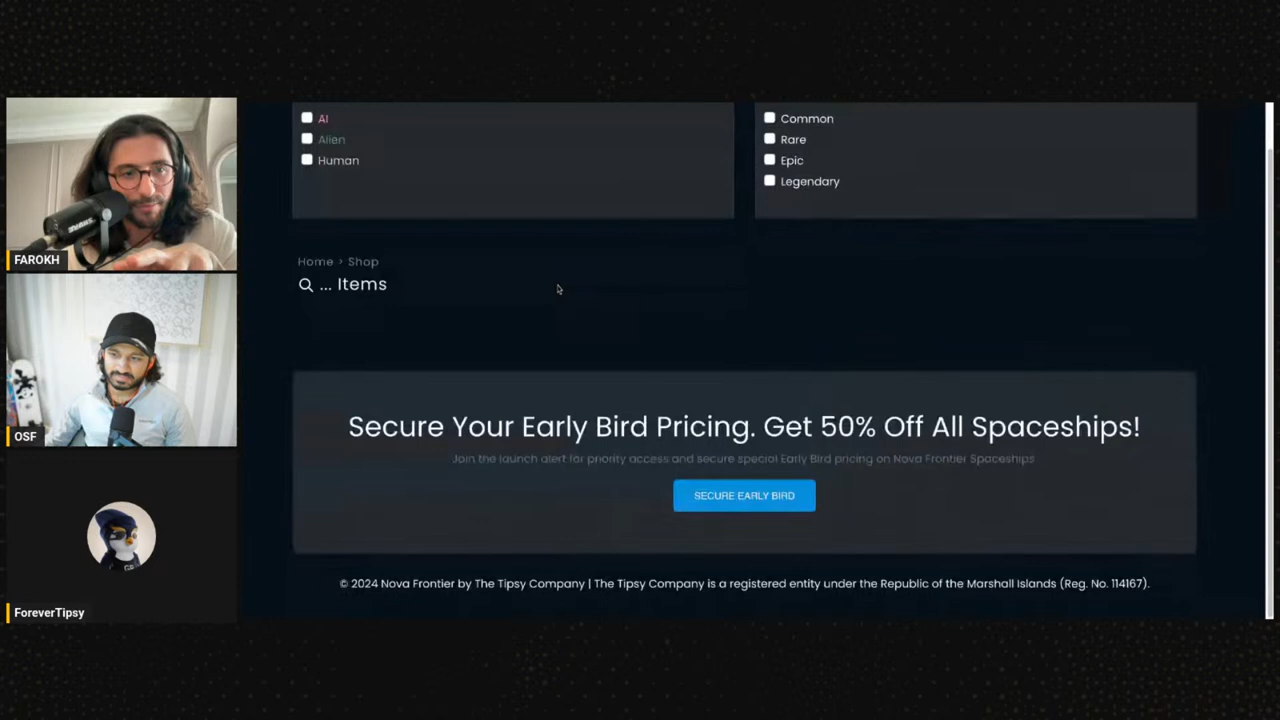 AI
Alien
Human
Common
Rare
Epic
Legendary
Home > Shop
... Items
Secure Your Early Bird Pricing. Get 50% Off All Spaceships!
Join the launch alert for priority access and secure special Early Bird pricing on Nova Frontier Spaceships
SECURE EARLY BIRD
© 2024 Nova Frontier by The Tipsy Company | The Tipsy Company is a registered entity under the Republic of the Marshall Islands (Reg. No. 114167).
FAROKH
OSF
ForeverTipsy